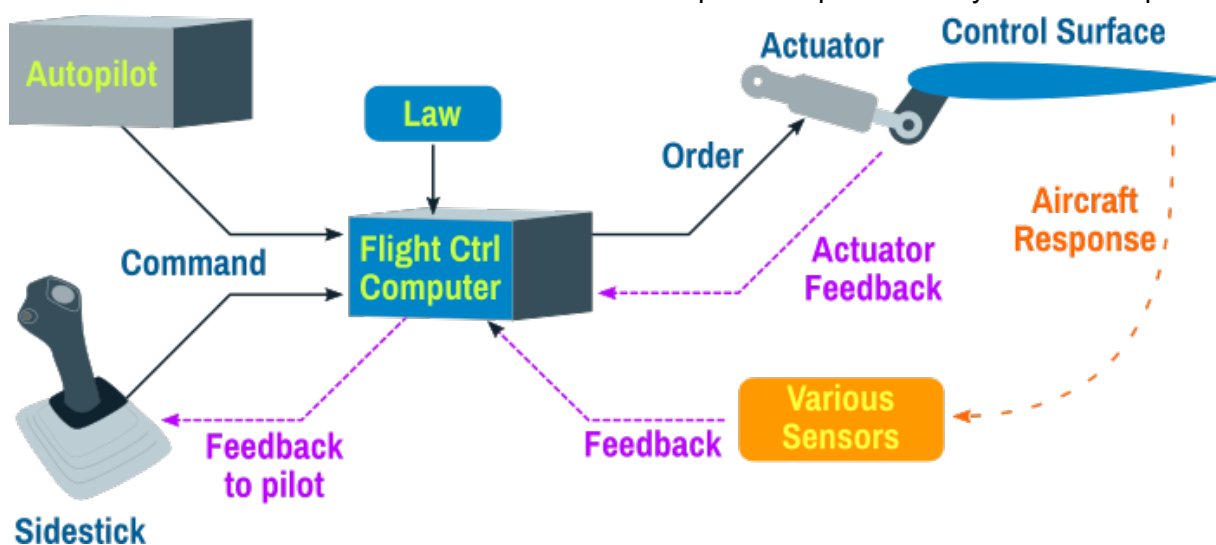 Actuator
Control Surface
Autopilot
Law
Order
Aircraft
Response
Command
Flight Ctrl
Computer
Actuator
Feedback
Various
Sensors
Feedback
Feedback
to pilot
Sidestick